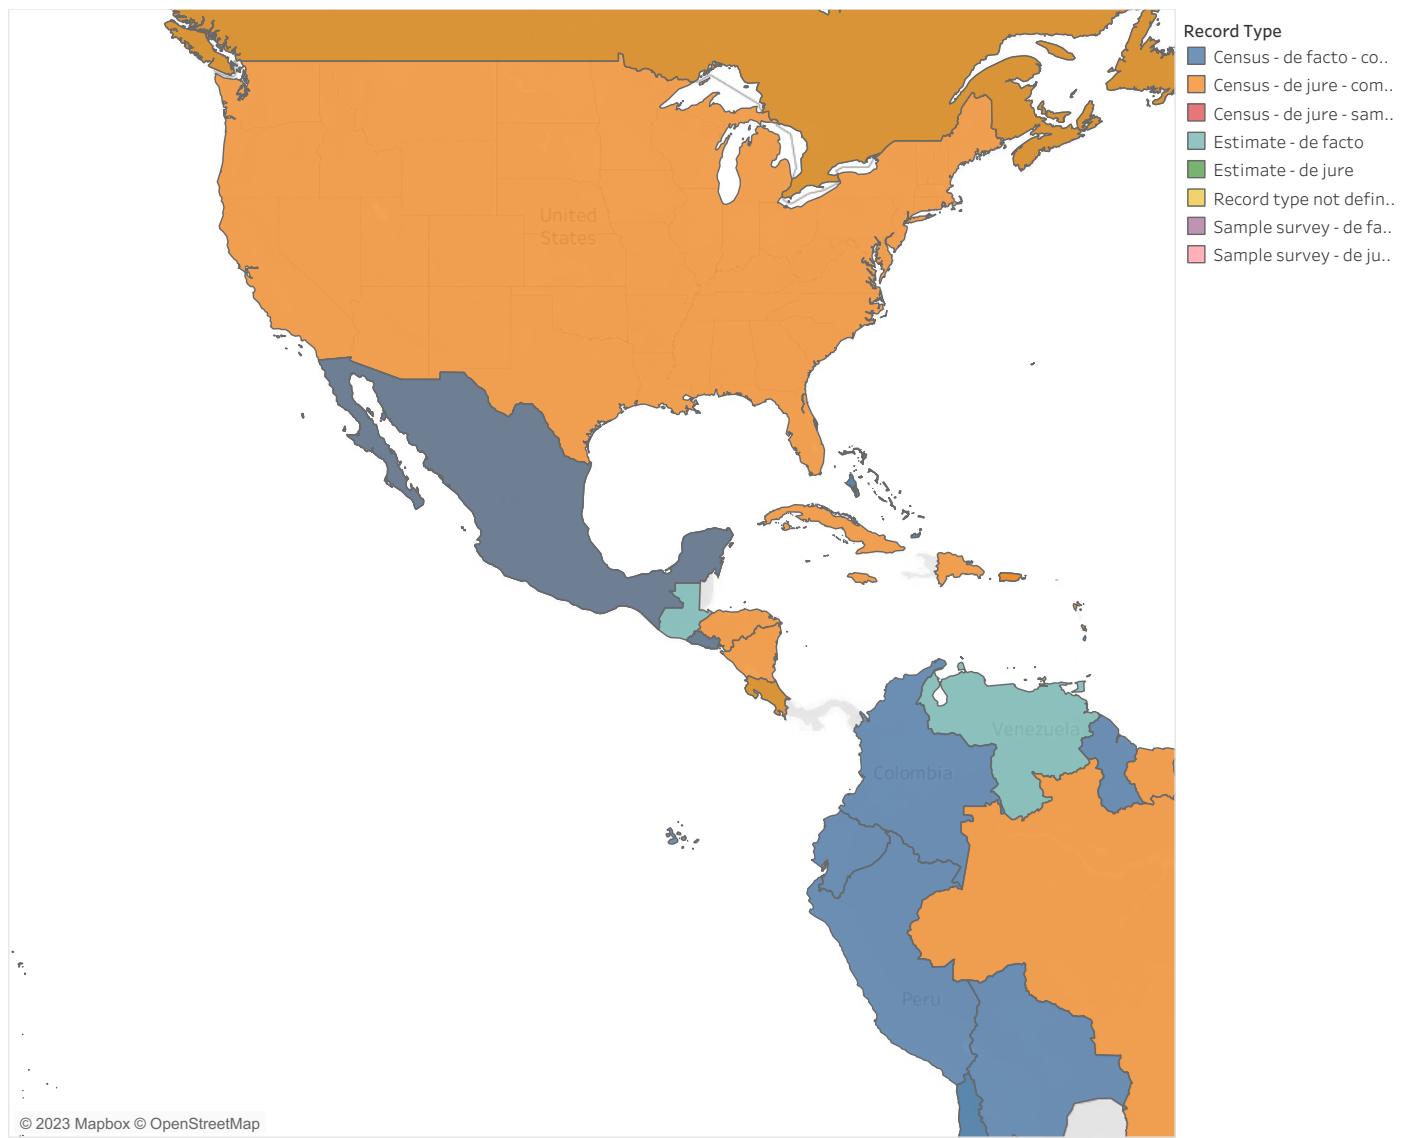 Record Type
Census - de facto - co..
Census - de jure - com..
Census - de jure - sam..
Estimate - de facto
Estimate - de jure
Record type not defin..
Sample survey - de fa..
Sample survey - de ju..
United
States
Venezuela
Colombia
Peru
© 2023 Mapbox © OpenStreetMap